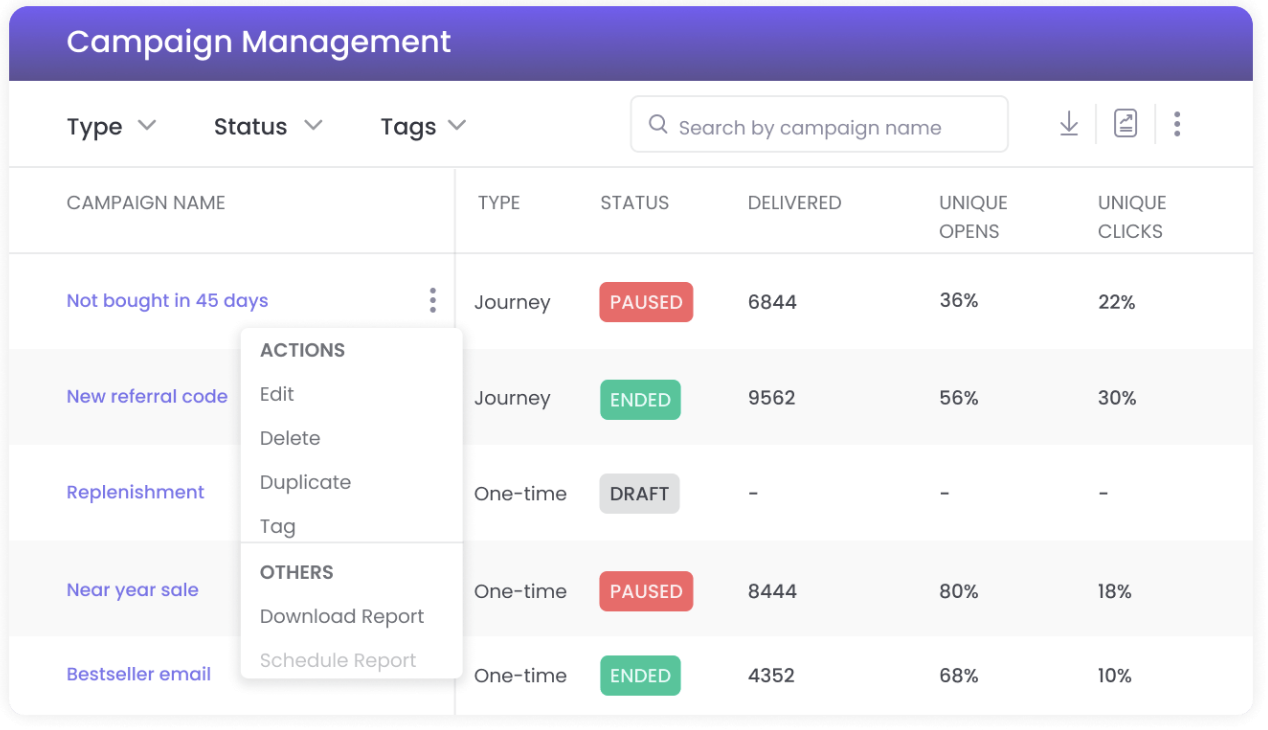 Campaign Management
Type Status Tags Search by campaign name
CAMPAIGN NAME TYPE STATUS DELIVERED UNIQUE OPENS UNIQUE CLICKS
Not bought in 45 days Journey PAUSED 6844 36% 22%
ACTIONS
Edit
New referral code Journey ENDED 9562 56% 30%
Delete
Duplicate
Replenishment One-time DRAFT - - -
Tag
OTHERS
Near year sale One-time PAUSED 8444 80% 18%
Download Report
Schedule Report
Bestseller email One-time ENDED 4352 68% 10%